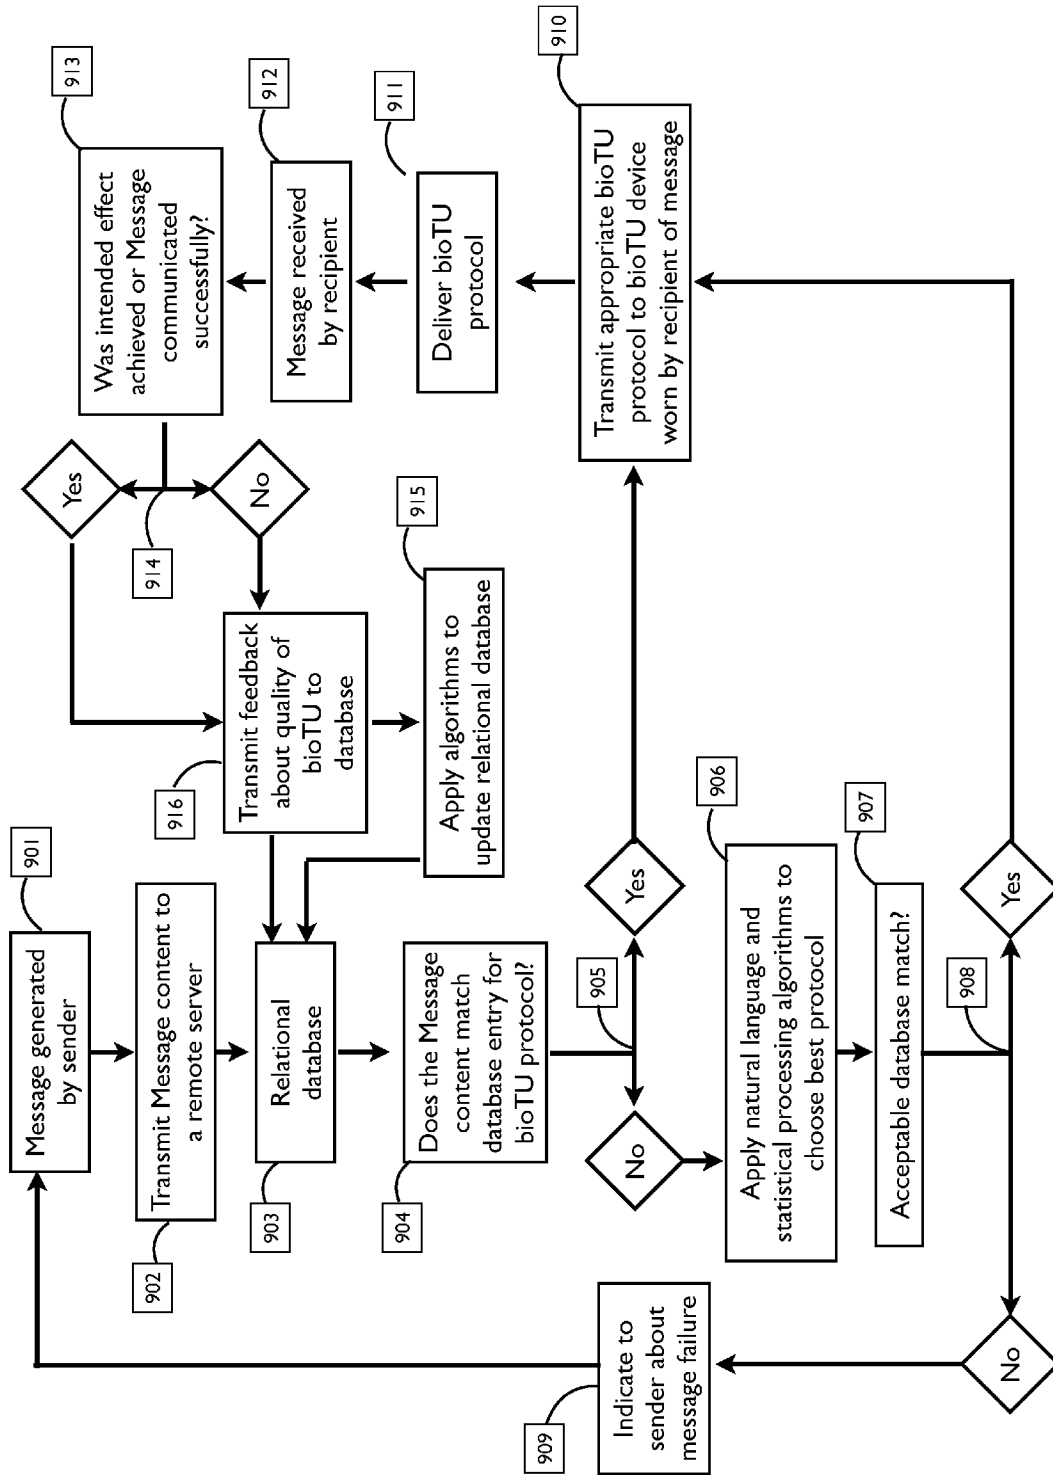 901
Message generated
by sender
902
Transmit Message content to
a remote server
903
Relational
database
904
Does the Message
content match
database entry for
bioTU protocol?
905
No
Yes
906
Apply natural language and
statistical processing algorithms to
choose best protocol
907
Acceptable database match?
908
No
Yes
909
Indicate to
sender about
message failure
910
Transmit appropriate bioTU
protocol to bioTU device
worn by recipient of message
911
Deliver bioTU
protocol
912
Message received
by recipient
913
Was intended effect
achieved or Message
communicated
successfully?
914
Yes
No
916
Transmit feedback
about quality of
bioTU to
database
915
Apply algorithms to
update relational database